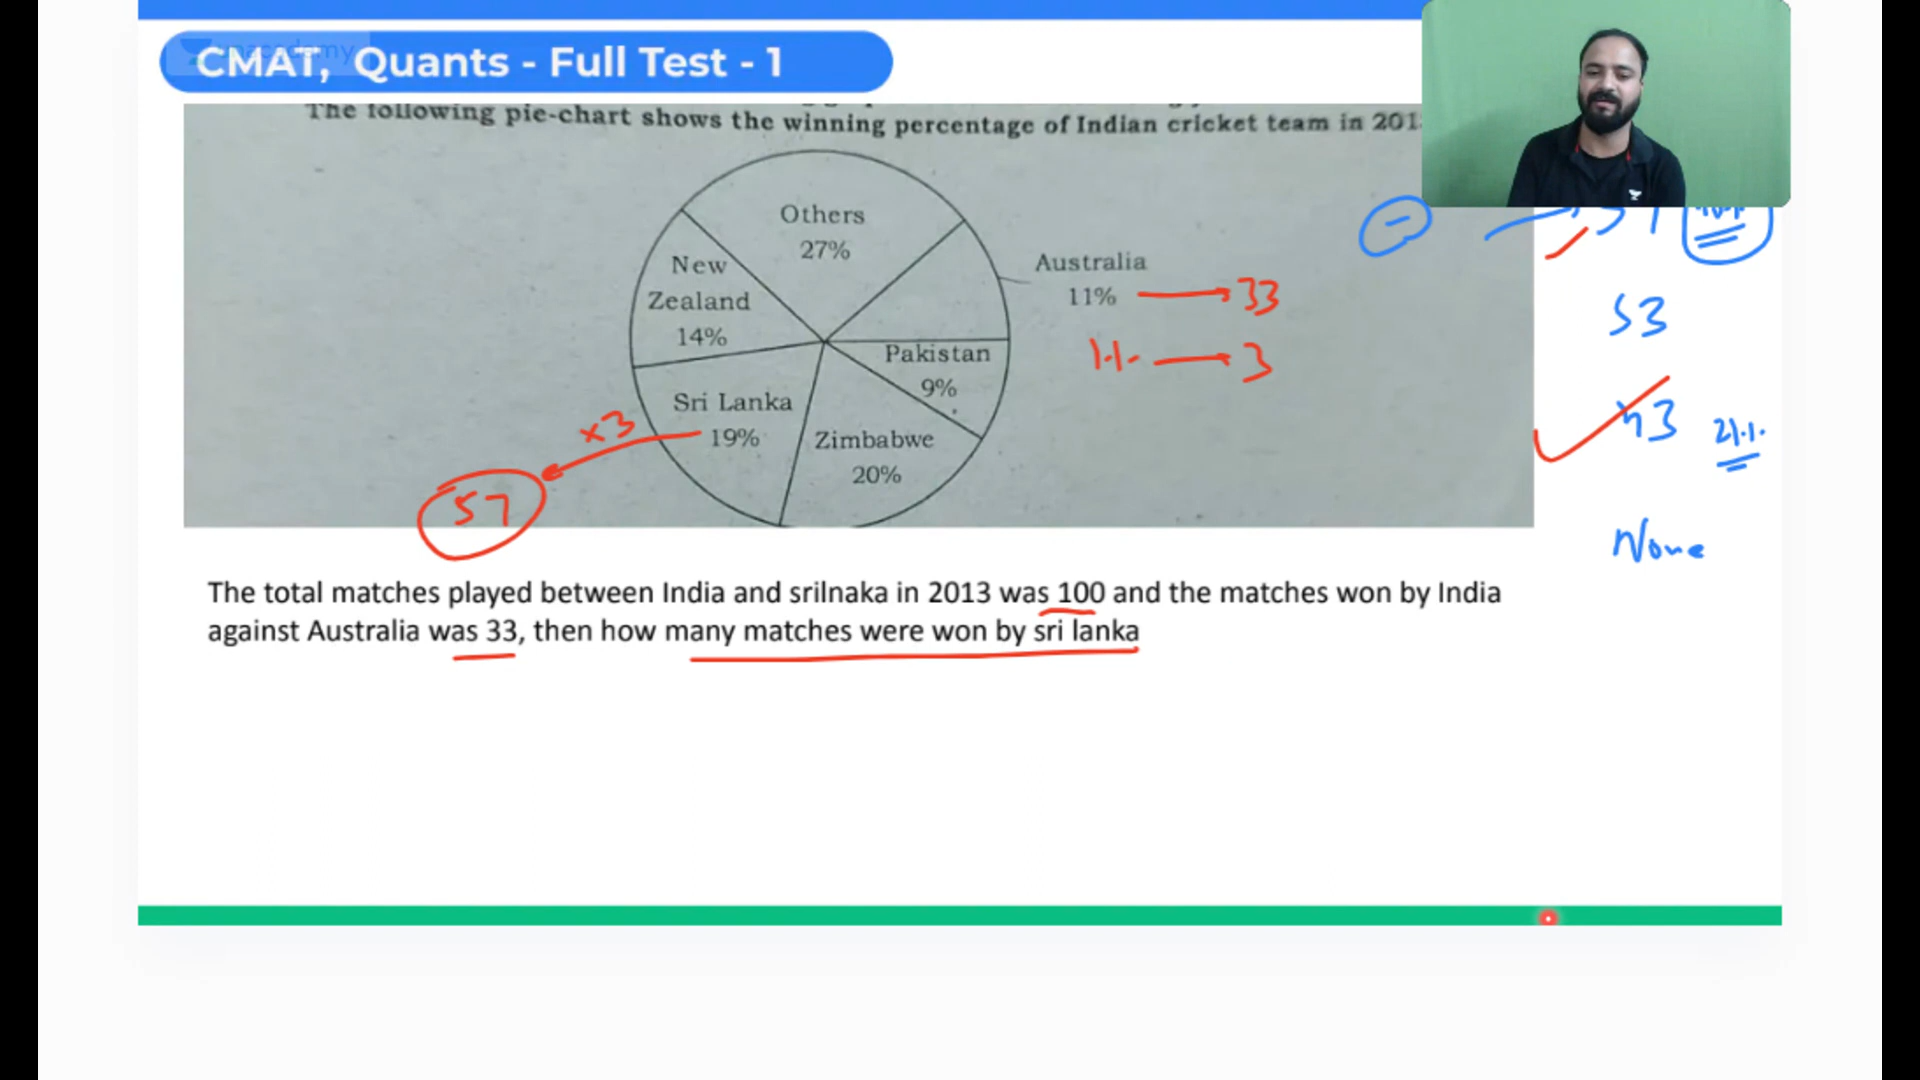 CMAT, Quants - Full Test - 1
The following pie-chart shows the winning percentage of Indian cricket team in 201
Others
27%
New
Zealand
14%
Australia
11% → 33
1% → 3
Pakistan
9%
Sri Lanka
19%
×3
57
Zimbabwe
20%
53
43 21%
None
The total matches played between India and srilnaka in 2013 was 100 and the matches won by India
against Australia was 33, then how many matches were won by sri lanka